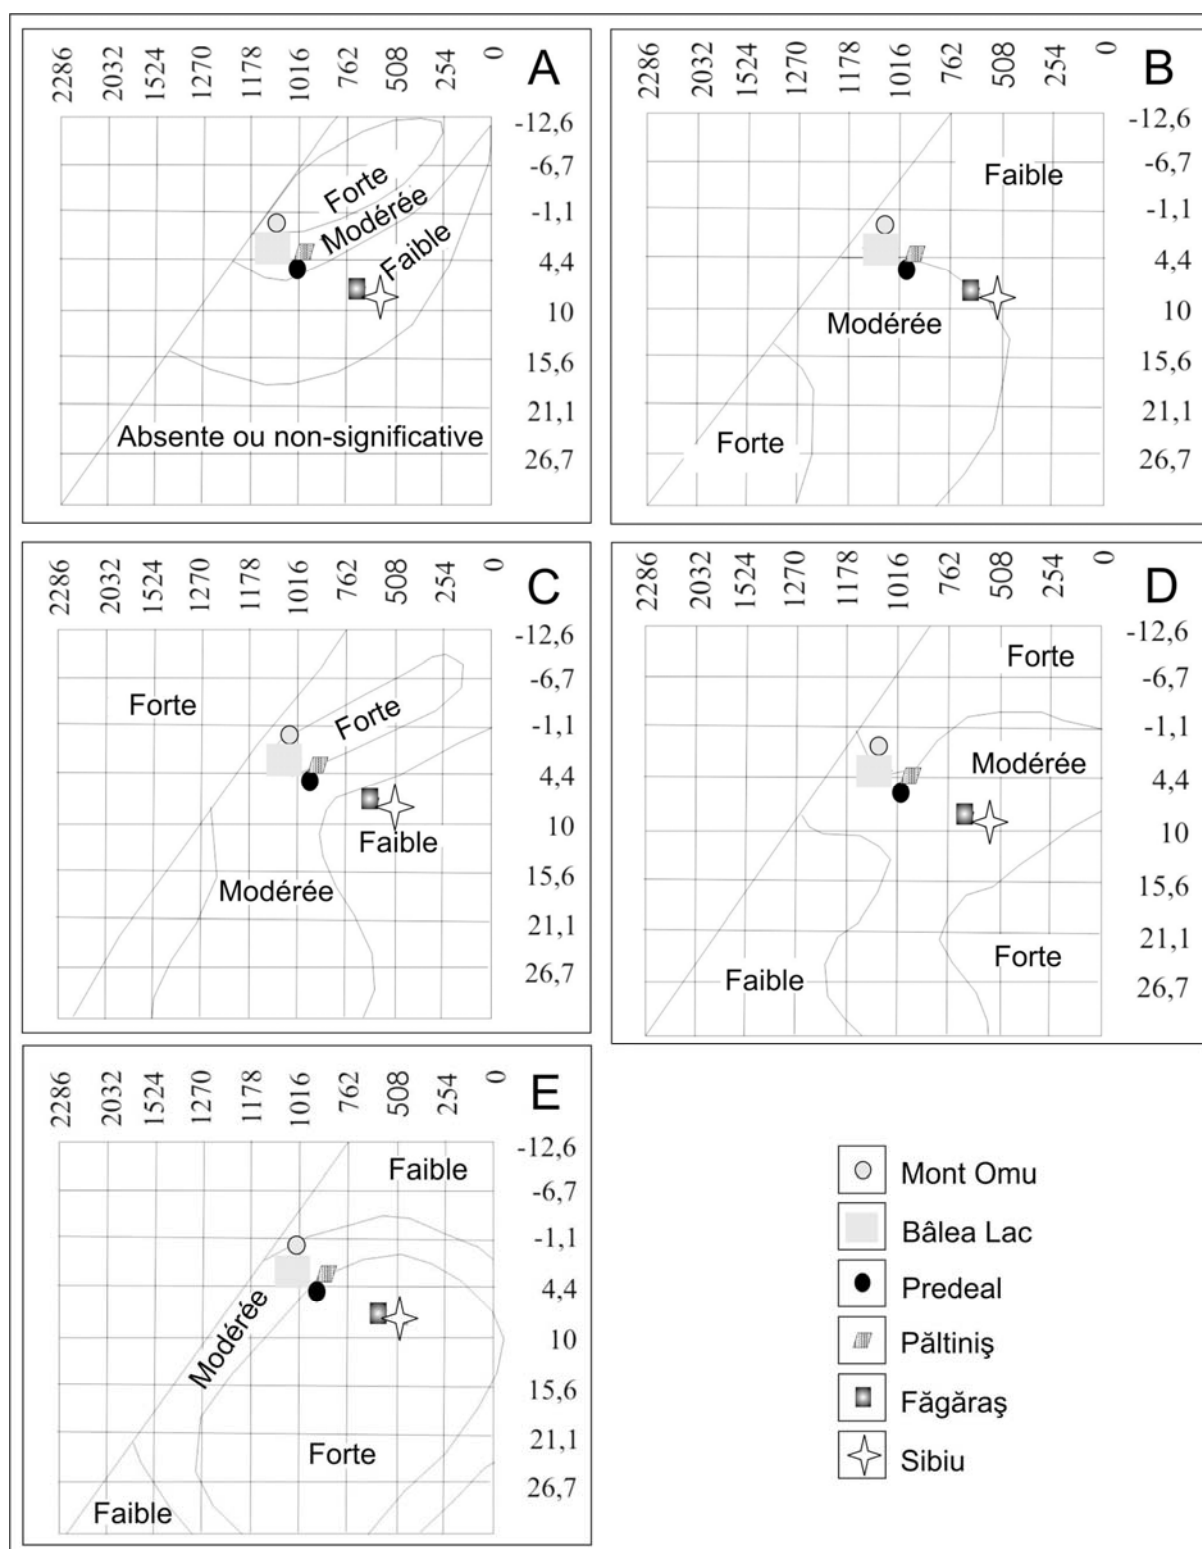 2286 2032 1524 1270 1178 1016 762 508 254 0
A
-12,6
-6,7
-1,1
4,4
10
15,6
21,1
26,7
Forte
Modérée
Faible
Absente ou non-significative
2286 2032 1524 1270 1178 1016 762 508 254 0
B
-12,6
-6,7
-1,1
4,4
10
15,6
21,1
26,7
Faible
Modérée
Forte
2286 2032 1524 1270 1178 1016 762 508 254 0
C
-12,6
-6,7
-1,1
4,4
10
15,6
21,1
26,7
Forte
Forte
Faible
Modérée
2286 2032 1524 1270 1178 1016 762 508 254 0
D
-12,6
-6,7
-1,1
4,4
10
15,6
21,1
26,7
Forte
Modérée
Forte
Faible
2286 2032 1524 1270 1178 1016 762 508 254 0
E
-12,6
-6,7
-1,1
4,4
10
15,6
21,1
26,7
Faible
Modérée
Forte
Faible
Mont Omu
Bâlea Lac
Predeal
Păltiniş
Făgăraş
Sibiu